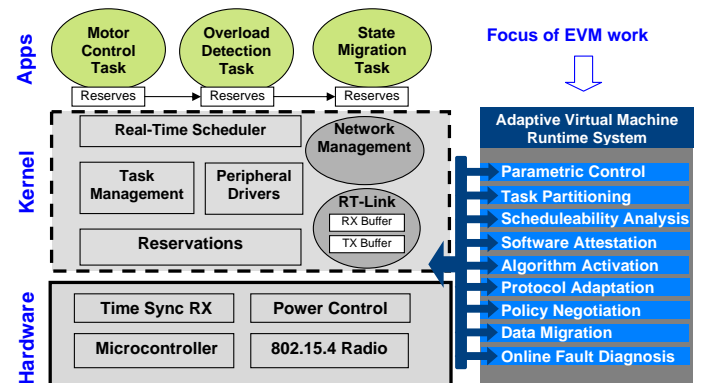 Apps
Motor
Control
Task
Overload
Detection
Task
State
Migration
Task
Reserves
Reserves
Reserves
Kernel
Real-Time Scheduler
Network
Management
Task
Management
Peripheral
Drivers
RT-Link
RX Buffer
TX Buffer
Reservations
Hardware
Time Sync RX
Power Control
Microcontroller
802.15.4 Radio
Focus of EVM work
Adaptive Virtual Machine
Runtime System
Parametric Control
Task Partitioning
Scheduleability Analysis
Software Attestation
Algorithm Activation
Protocol Adaptation
Policy Negotiation
Data Migration
Online Fault Diagnosis